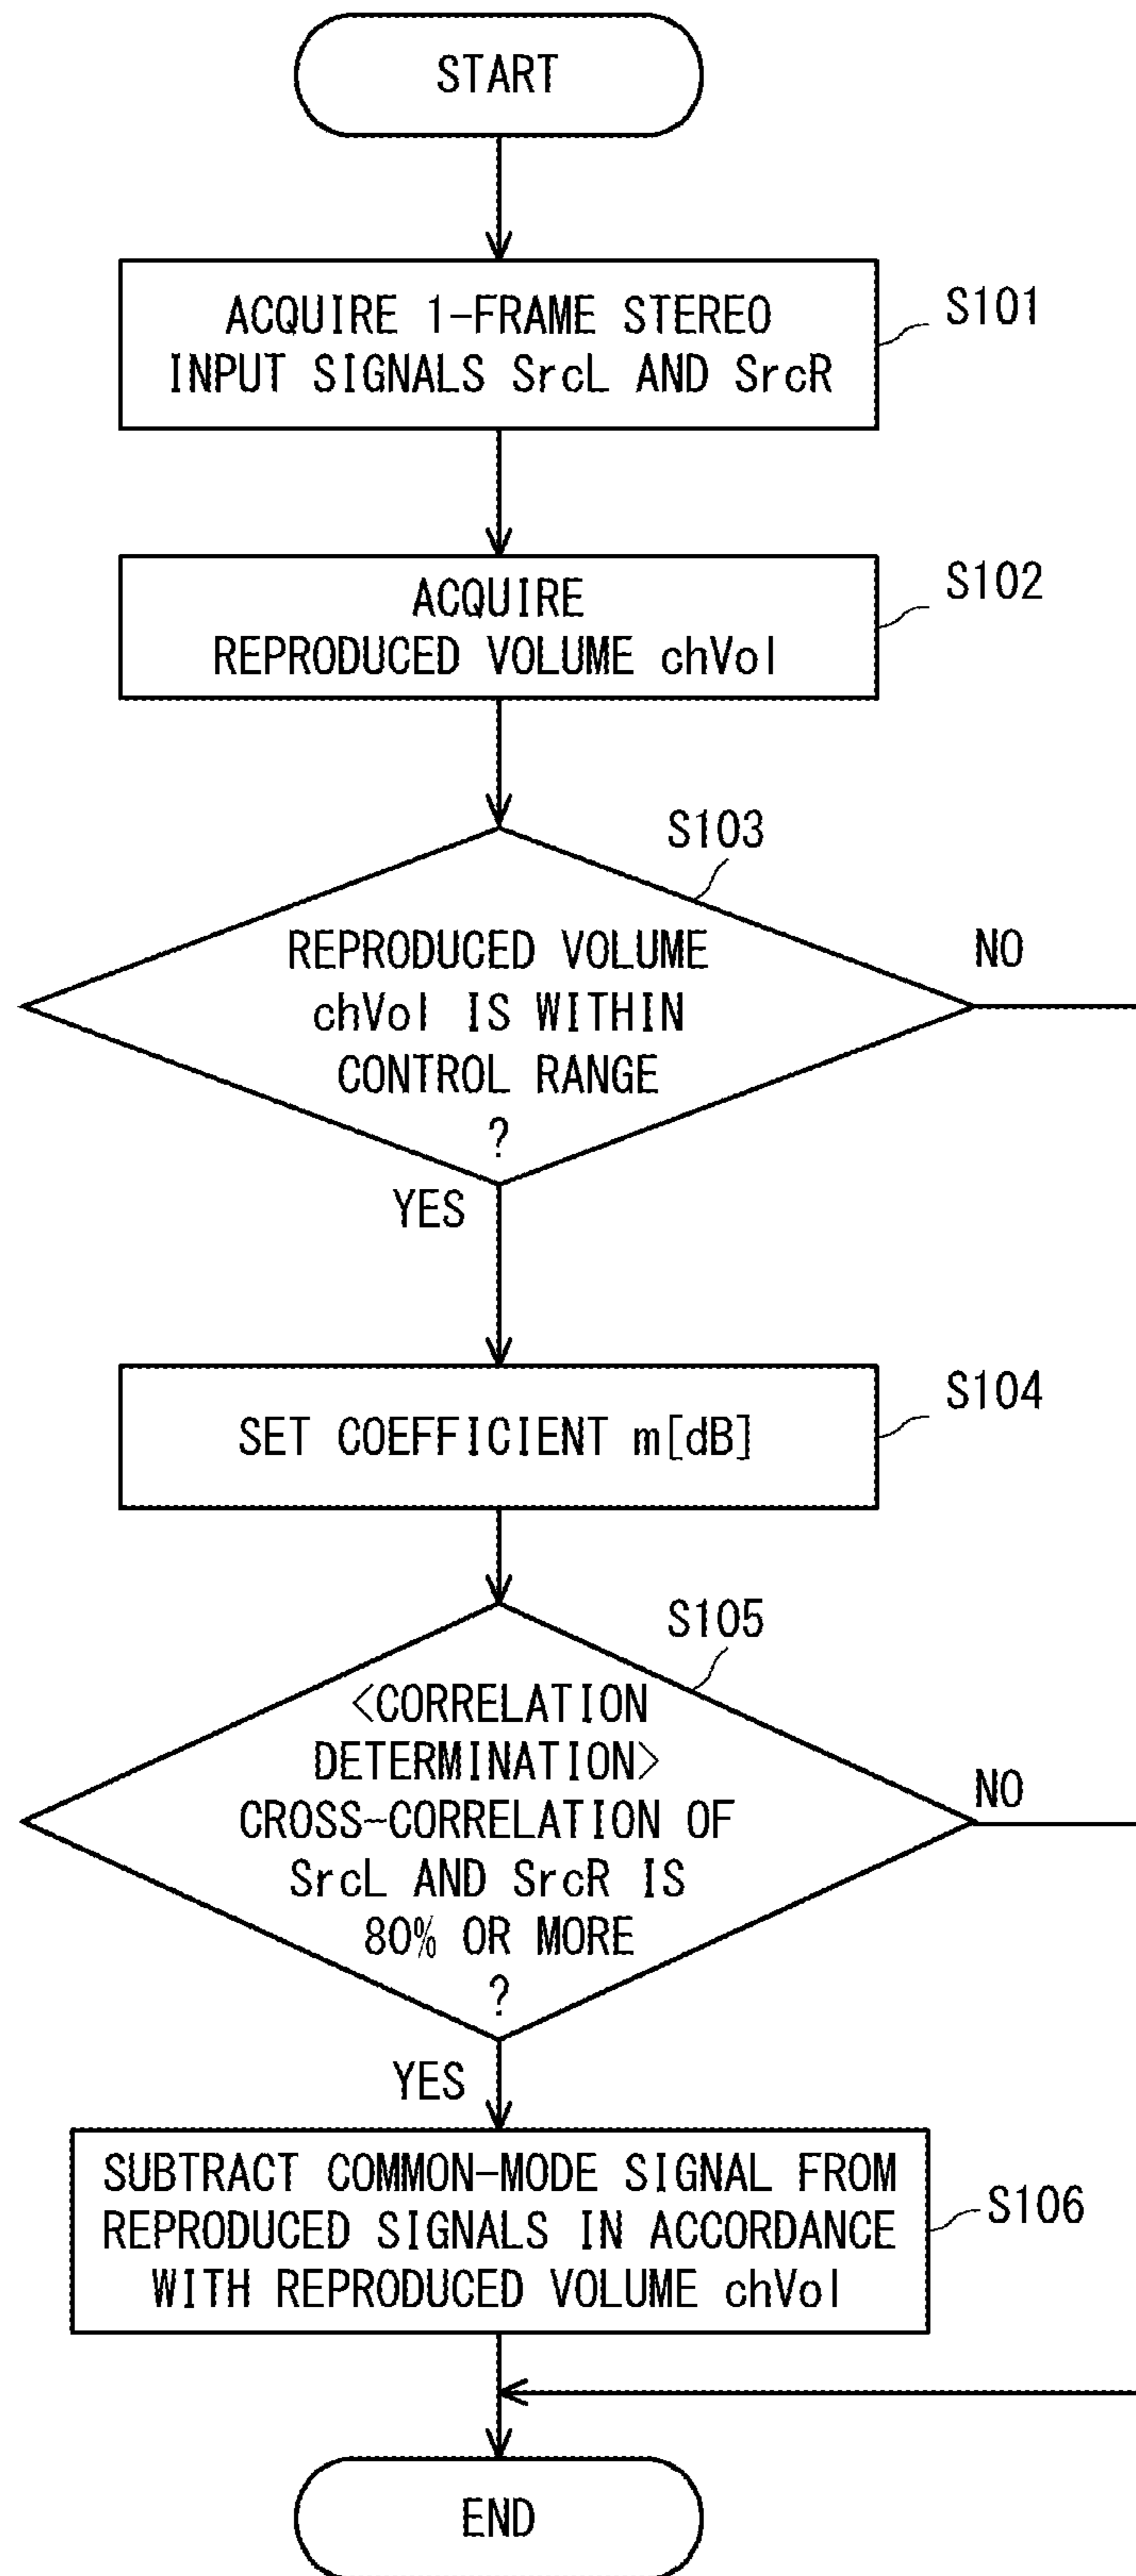 START
ACQUIRE 1-FRAME STEREO
INPUT SIGNALS SrcL AND SrcR
S101
ACQUIRE
REPRODUCED VOLUME chVol
S102
S103
REPRODUCED VOLUME
chVol IS WITHIN
CONTROL RANGE
?
NO
YES
SET COEFFICIENT m[dB]
S104
S105
<CORRELATION
DETERMINATION>
CROSS-CORRELATION OF
SrcL AND SrcR IS
80% OR MORE
?
NO
YES
SUBTRACT COMMON-MODE SIGNAL FROM
REPRODUCED SIGNALS IN ACCORDANCE
WITH REPRODUCED VOLUME chVol
S106
END